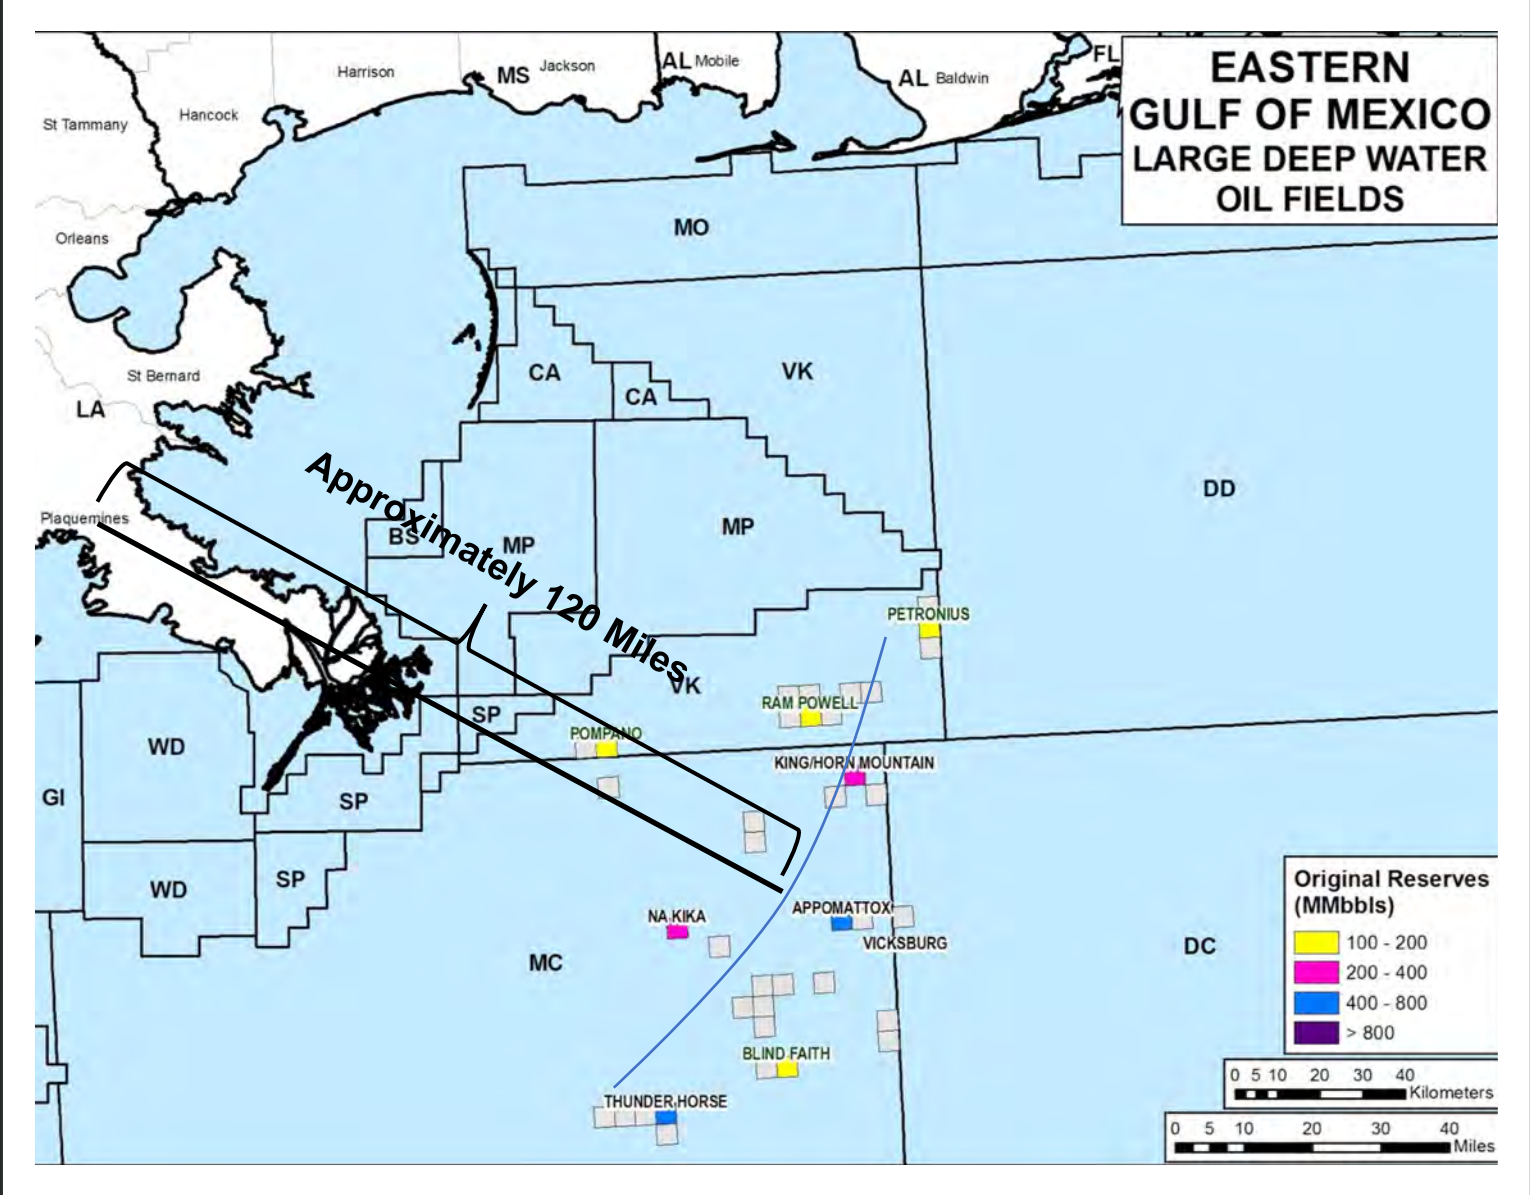 EASTERN
GULF OF MEXICO
LARGE DEEP WATER
OIL FIELDS
FL
AL Mobile
MS Jackson
Harrison
AL Baldwin
Hancock
St Tammany
Orleans
MO
St Bernard
CA
CA
VK
LA
DD
Plaquemines
BS
MP
MP
Approximately 120 Miles
PETRONIUS
VK
RAM POWELL
SP
POMPANO
WD
KING/HORN MOUNTAIN
GI
SP
SP
WD
NA KIKA
APPOMATTOX
VICKSBURG
MC
DC
BLIND FAITH
THUNDER HORSE
Original Reserves
(MMbbls)
100 - 200
200 - 400
400 - 800
> 800
0 5 10 20 30 40
Kilometers
0 5 10 20 30 40
Miles